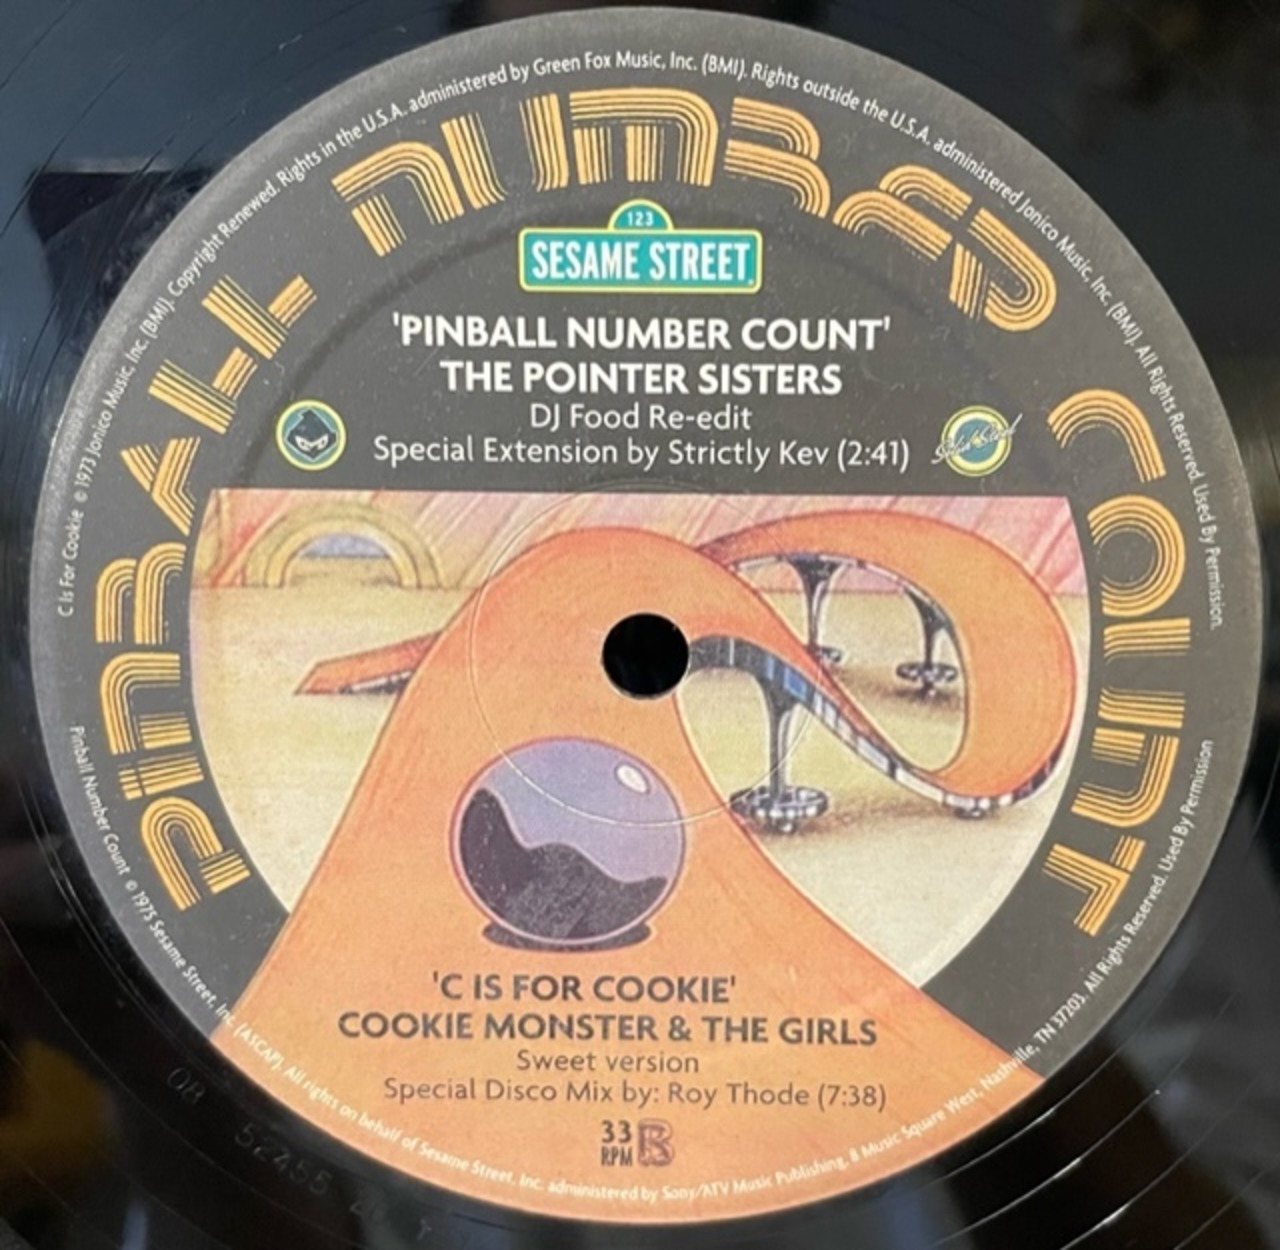 C Is For Cookie © 1973 Jonico Music, Inc. (BMI). Copyright Renewed. Rights in the U.S.A. administered by Green Fox Music, Inc. (BMI). Rights outside the U.S.A. administered Jonico Music, Inc. (BMI). All Rights Reserved. Used By Permission.
PINBALL NUMBER COUNT
123
SESAME STREET
'PINBALL NUMBER COUNT'
THE POINTER SISTERS
DJ Food Re-edit
Special Extension by Strictly Kev (2:41)
Solid Steel
'C IS FOR COOKIE'
COOKIE MONSTER & THE GIRLS
Sweet version
Special Disco Mix by: Roy Thode (7:38)
33 B
RPM
Pinball Number Count © 1975 Sesame Street, Inc. (ASCAP). All rights on behalf of Sesame Street, Inc. administered by Sony/ATV Music Publishing, 8 Music Square West, Nashville, TN 37203. All Rights Reserved. Used By Permission
08
52455